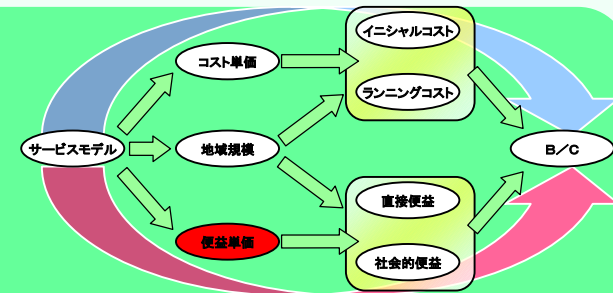 イニシャルコスト
コスト単価
ランニングコスト
サービスモデル
地域規模
B/C
直接便益
便益単価
社会的便益